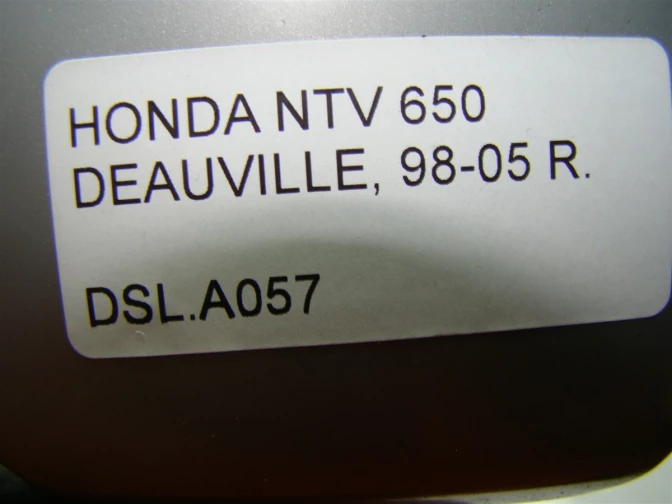 HONDA NTV 650
DEAUVILLE, 98-05 R.
DSL.A057